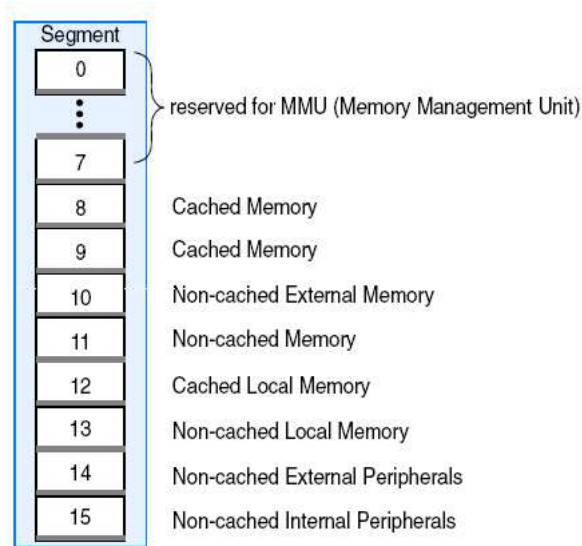 Segment
0
reserved for MMU (Memory Management Unit)
7
8 Cached Memory
9 Cached Memory
10 Non-cached External Memory
11 Non-cached Memory
12 Cached Local Memory
13 Non-cached Local Memory
14 Non-cached External Peripherals
15 Non-cached Internal Peripherals